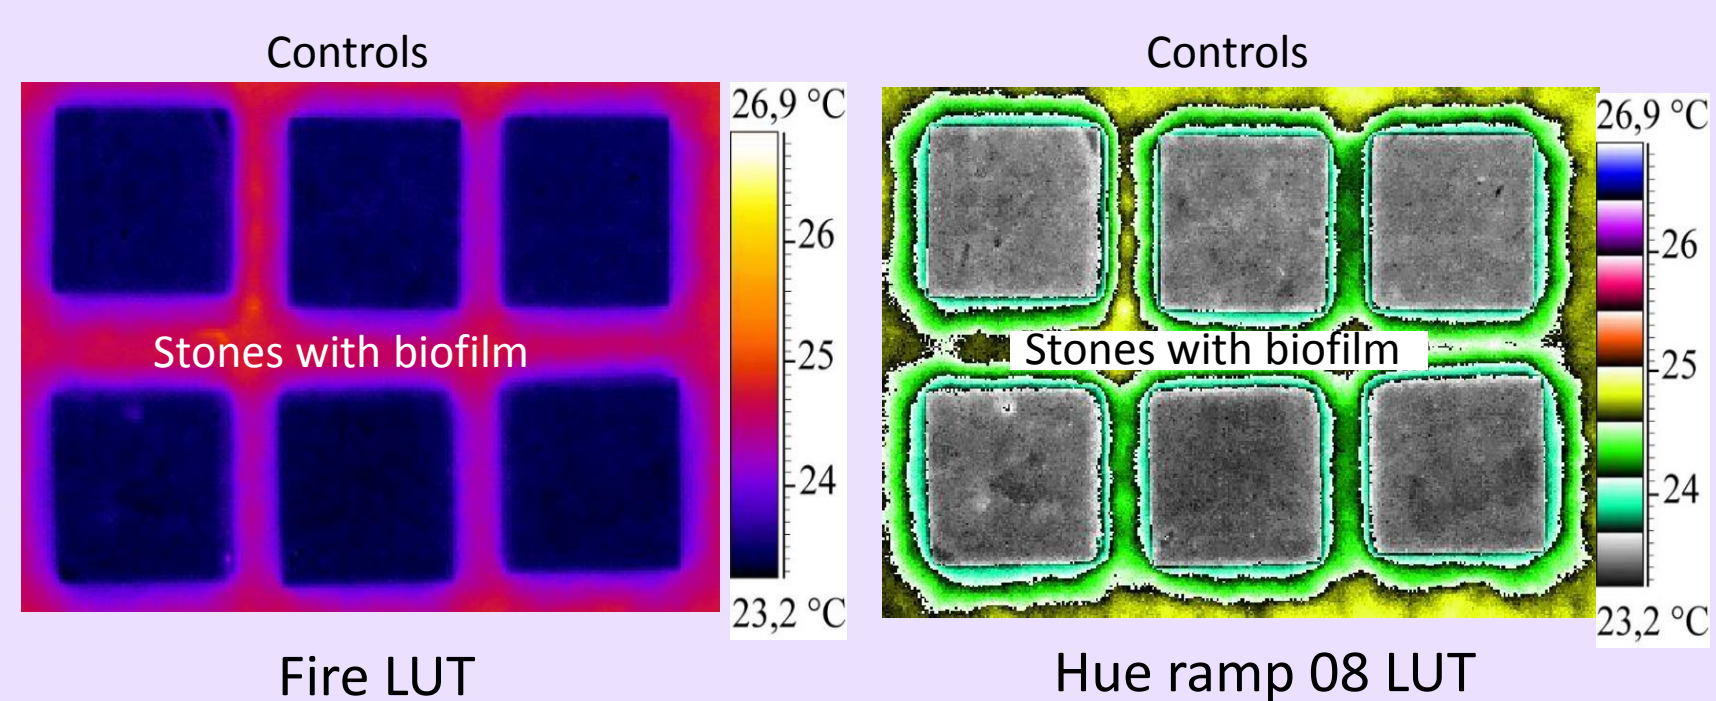 Controls
26,9 °C
26
25
24
23,2 °C
Stones with biofilm
Fire LUT
Controls
26,9 °C
26
25
24
23,2 °C
Stones with biofilm
Hue ramp 08 LUT